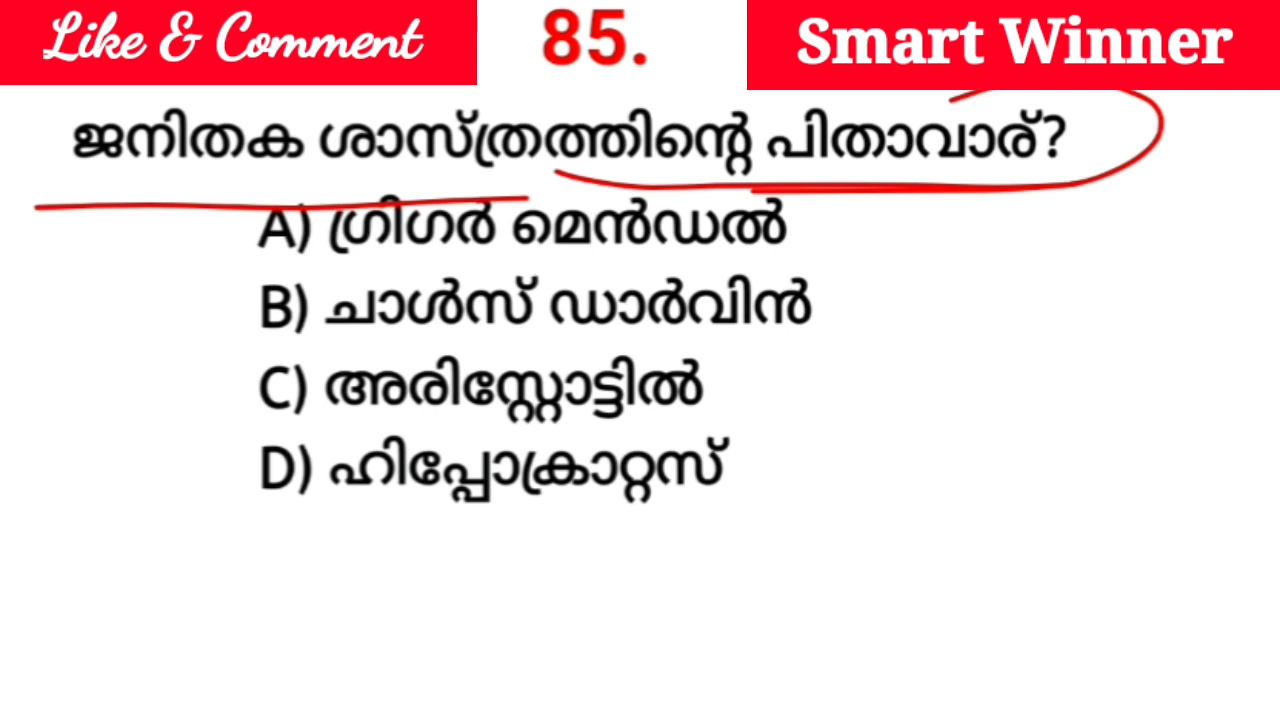 Like & Comment 85. Smart Winner
ജനിതക ശാസ്ത്രത്തിന്റെ പിതാവാര്?
A) ഗ്രിഗർ മെൻഡൽ
B) ചാൾസ് ഡാർവിൻ
C) അരിസ്റ്റോട്ടിൽ
D) ഹിപ്പോക്രാറ്റസ്